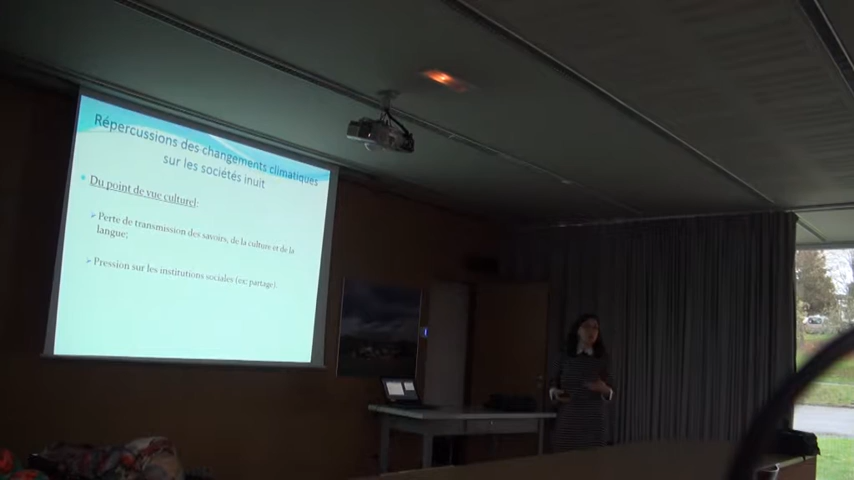 Répercussions des changements climatiques
sur les sociétés inuit
Du point de vue culturel:
Perte de transmission des savoirs, de la culture et de la
langue;
Pression sur les institutions sociales (ex: partage).